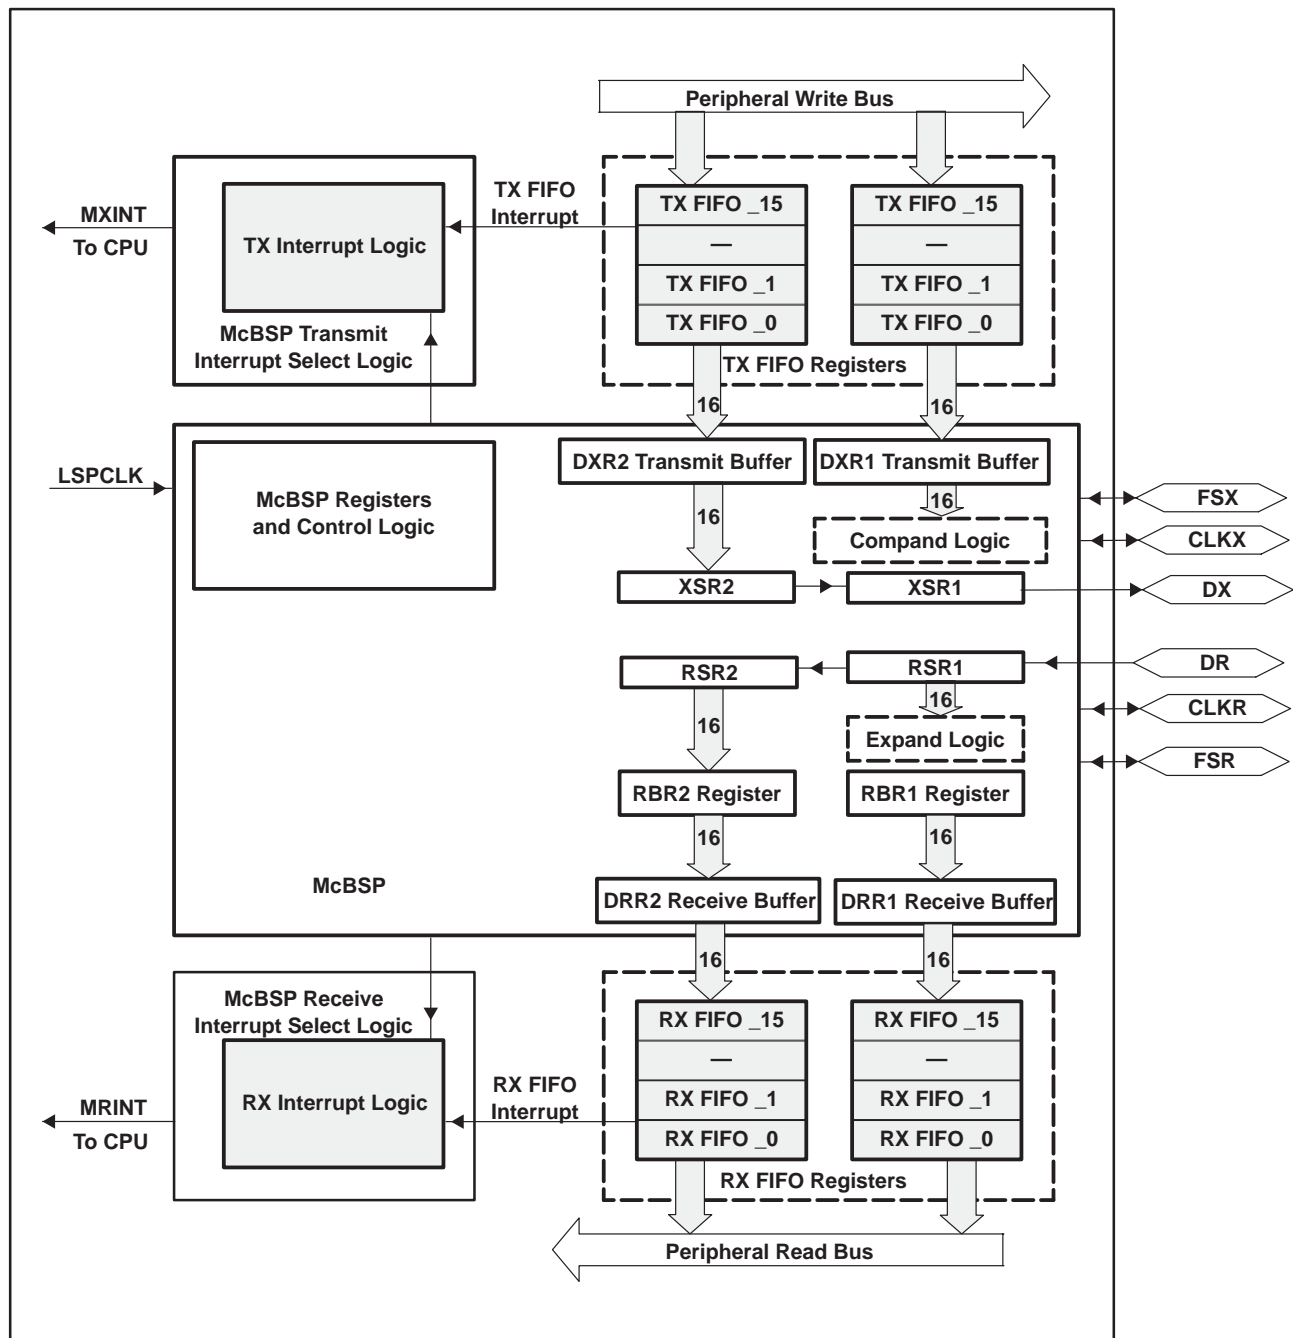 Peripheral Write Bus
TX FIFO
Interrupt
MXINT
To CPU
TX Interrupt Logic
McBSP Transmit
Interrupt Select Logic
TX FIFO _15
—
TX FIFO _1
TX FIFO _0
TX FIFO _15
—
TX FIFO _1
TX FIFO _0
TX FIFO Registers
16
16
LSPCLK
McBSP Registers
and Control Logic
DXR2 Transmit Buffer
DXR1 Transmit Buffer
16
16
Compand Logic
XSR2
XSR1
RSR2
RSR1
16
16
Expand Logic
RBR2 Register
RBR1 Register
16
16
McBSP
DRR2 Receive Buffer
DRR1 Receive Buffer
FSX
CLKX
DX
DR
CLKR
FSR
16
16
McBSP Receive
Interrupt Select Logic
RX Interrupt Logic
MRINT
To CPU
RX FIFO
Interrupt
RX FIFO _15
—
RX FIFO _1
RX FIFO _0
RX FIFO _15
—
RX FIFO _1
RX FIFO _0
RX FIFO Registers
Peripheral Read Bus